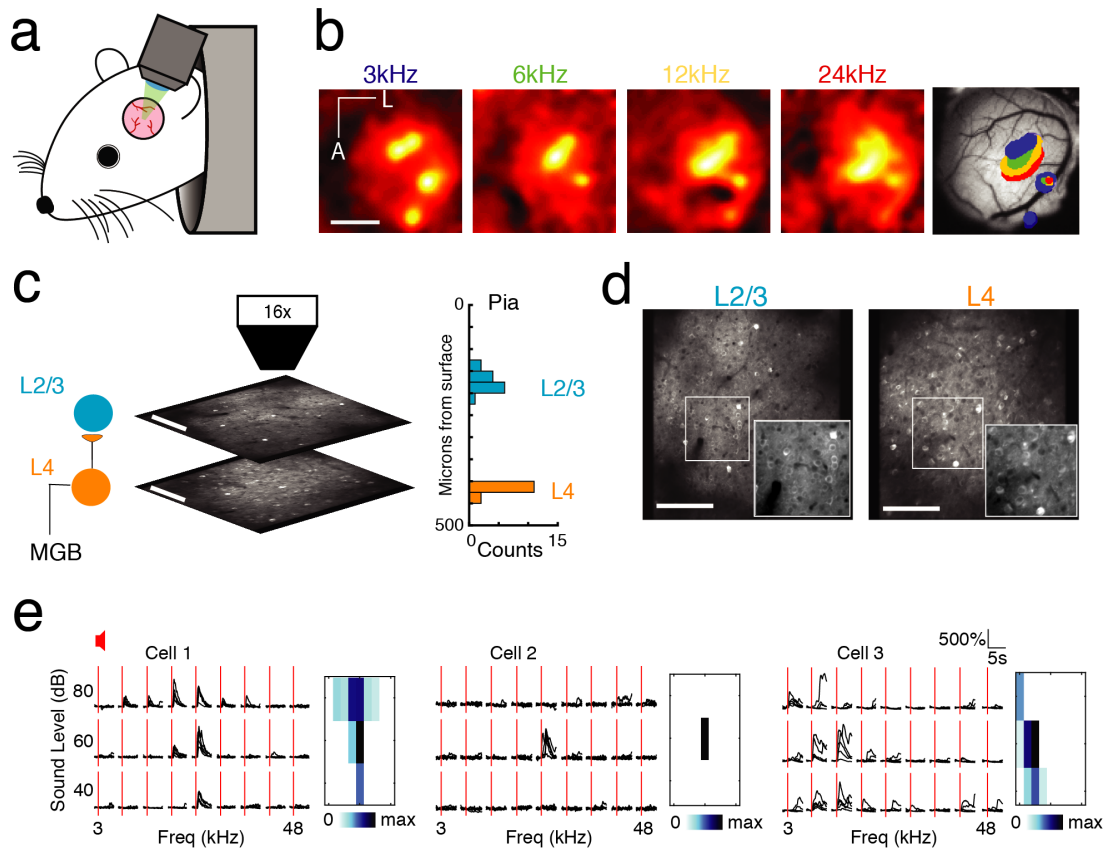 a
b
3kHz 6kHz 12kHz 24kHz
L
A
c
16x
L2/3
L4
MGB
0 Pia
Microns from surface
L2/3
L4
500
0 15
Counts
d
L2/3 L4
e
Cell 1 Cell 2 Cell 3
500%
5s
Sound Level (dB)
80
60
40
3 48
Freq (kHz)
0 max
3 48
Freq (kHz)
0 max
3 48
Freq (kHz)
0 max